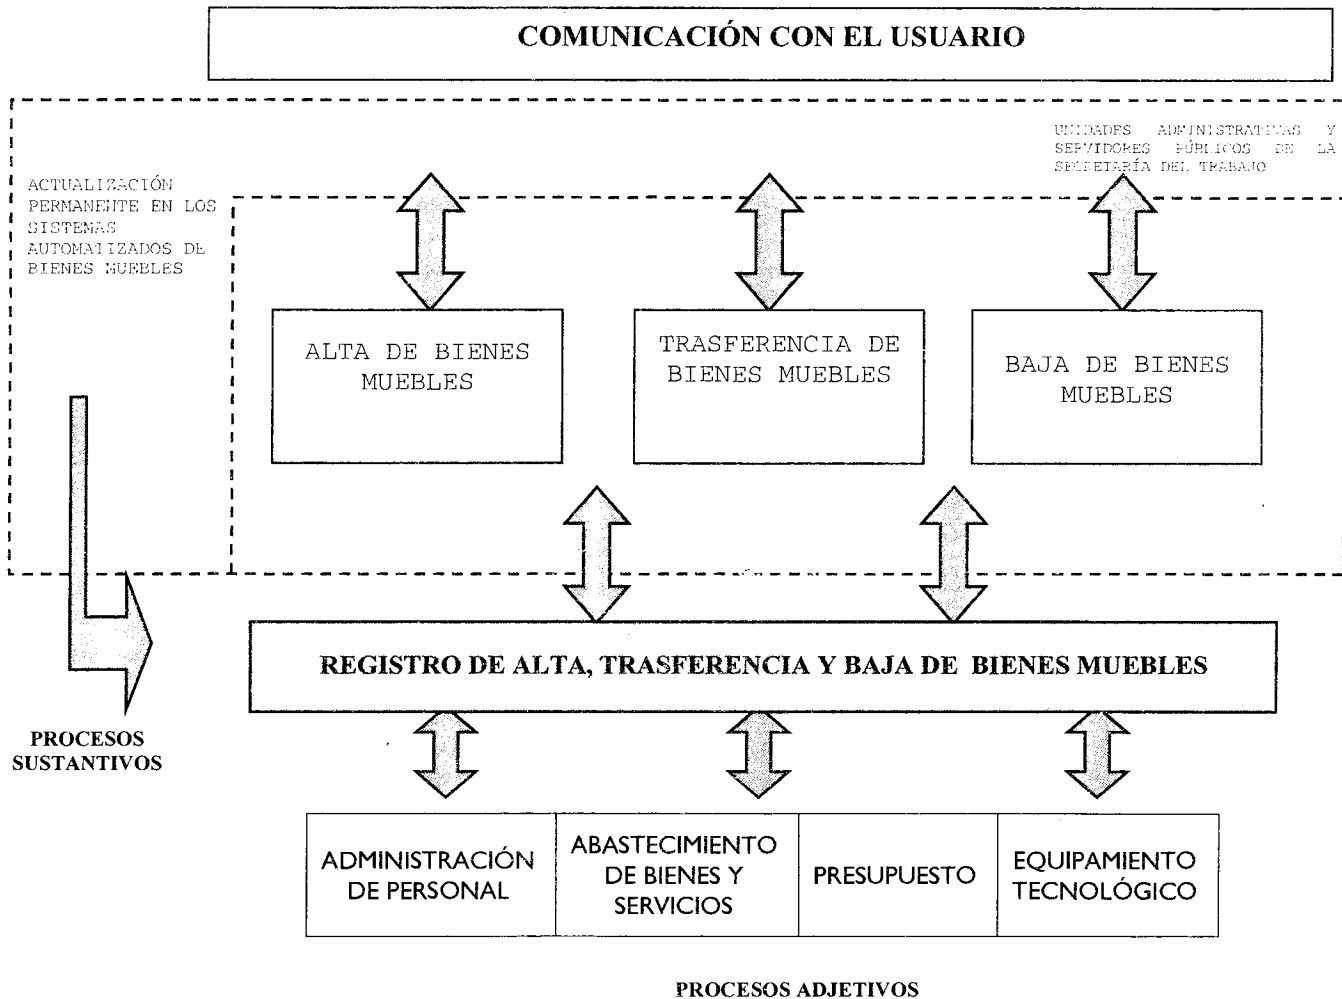 COMUNICACIÓN CON EL USUARIO
UNIDADES ADMINISTRATIVAS Y
SERVIDORES PÚBLICOS DE LA
SECRETARÍA DEL TRABAJO
ACTUALIZACIÓN
PERMANENTE EN LOS
SISTEMAS
AUTOMATIZADOS DE
BIENES MUEBLES
ALTA DE BIENES
MUEBLES
TRASFERENCIA DE
BIENES MUEBLES
BAJA DE BIENES
MUEBLES
REGISTRO DE ALTA, TRASFERENCIA Y BAJA DE BIENES MUEBLES
PROCESOS
SUSTANTIVOS
ADMINISTRACIÓN
DE PERSONAL
ABASTECIMIENTO
DE BIENES Y
SERVICIOS
PRESUPUESTO
EQUIPAMIENTO
TECNOLÓGICO
PROCESOS ADJETIVOS